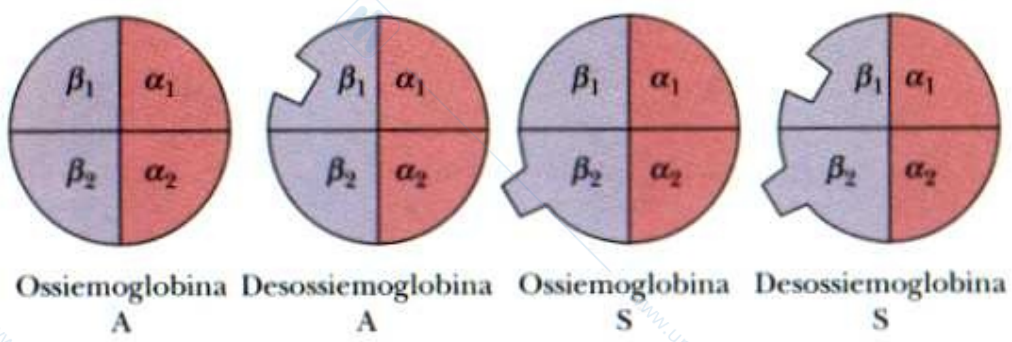 β₁ α₁ β₁ α₁ β₁ α₁ β₁ α₁
β₂ α₂ β₂ α₂ β₂ α₂ β₂ α₂
Ossiemoglobina Desossiemoglobina Ossiemoglobina Desossiemoglobina
A A S S